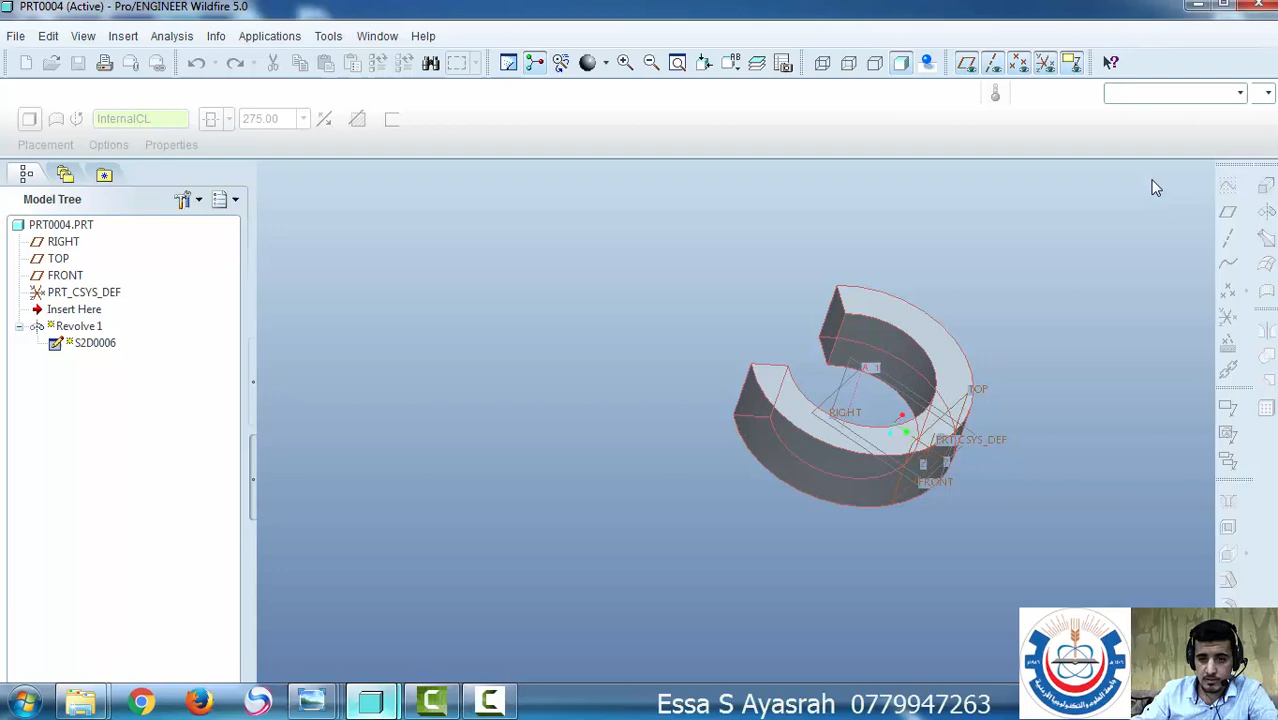 PRT0004 (Active) - Pro/ENGINEER Wildfire 5.0
File Edit View Insert Analysis Info Applications Tools Window Help
InternalCL
275.00
Placement Options Properties
Model Tree
PRT0004.PRT
RIGHT
TOP
FRONT
PRT_CSYS_DEF
Insert Here
Revolve 1
S2D0006
A_1
TOP
RIGHT
PRT_CSYS_DEF
FRONT
Essa S Ayasrah 0779947263